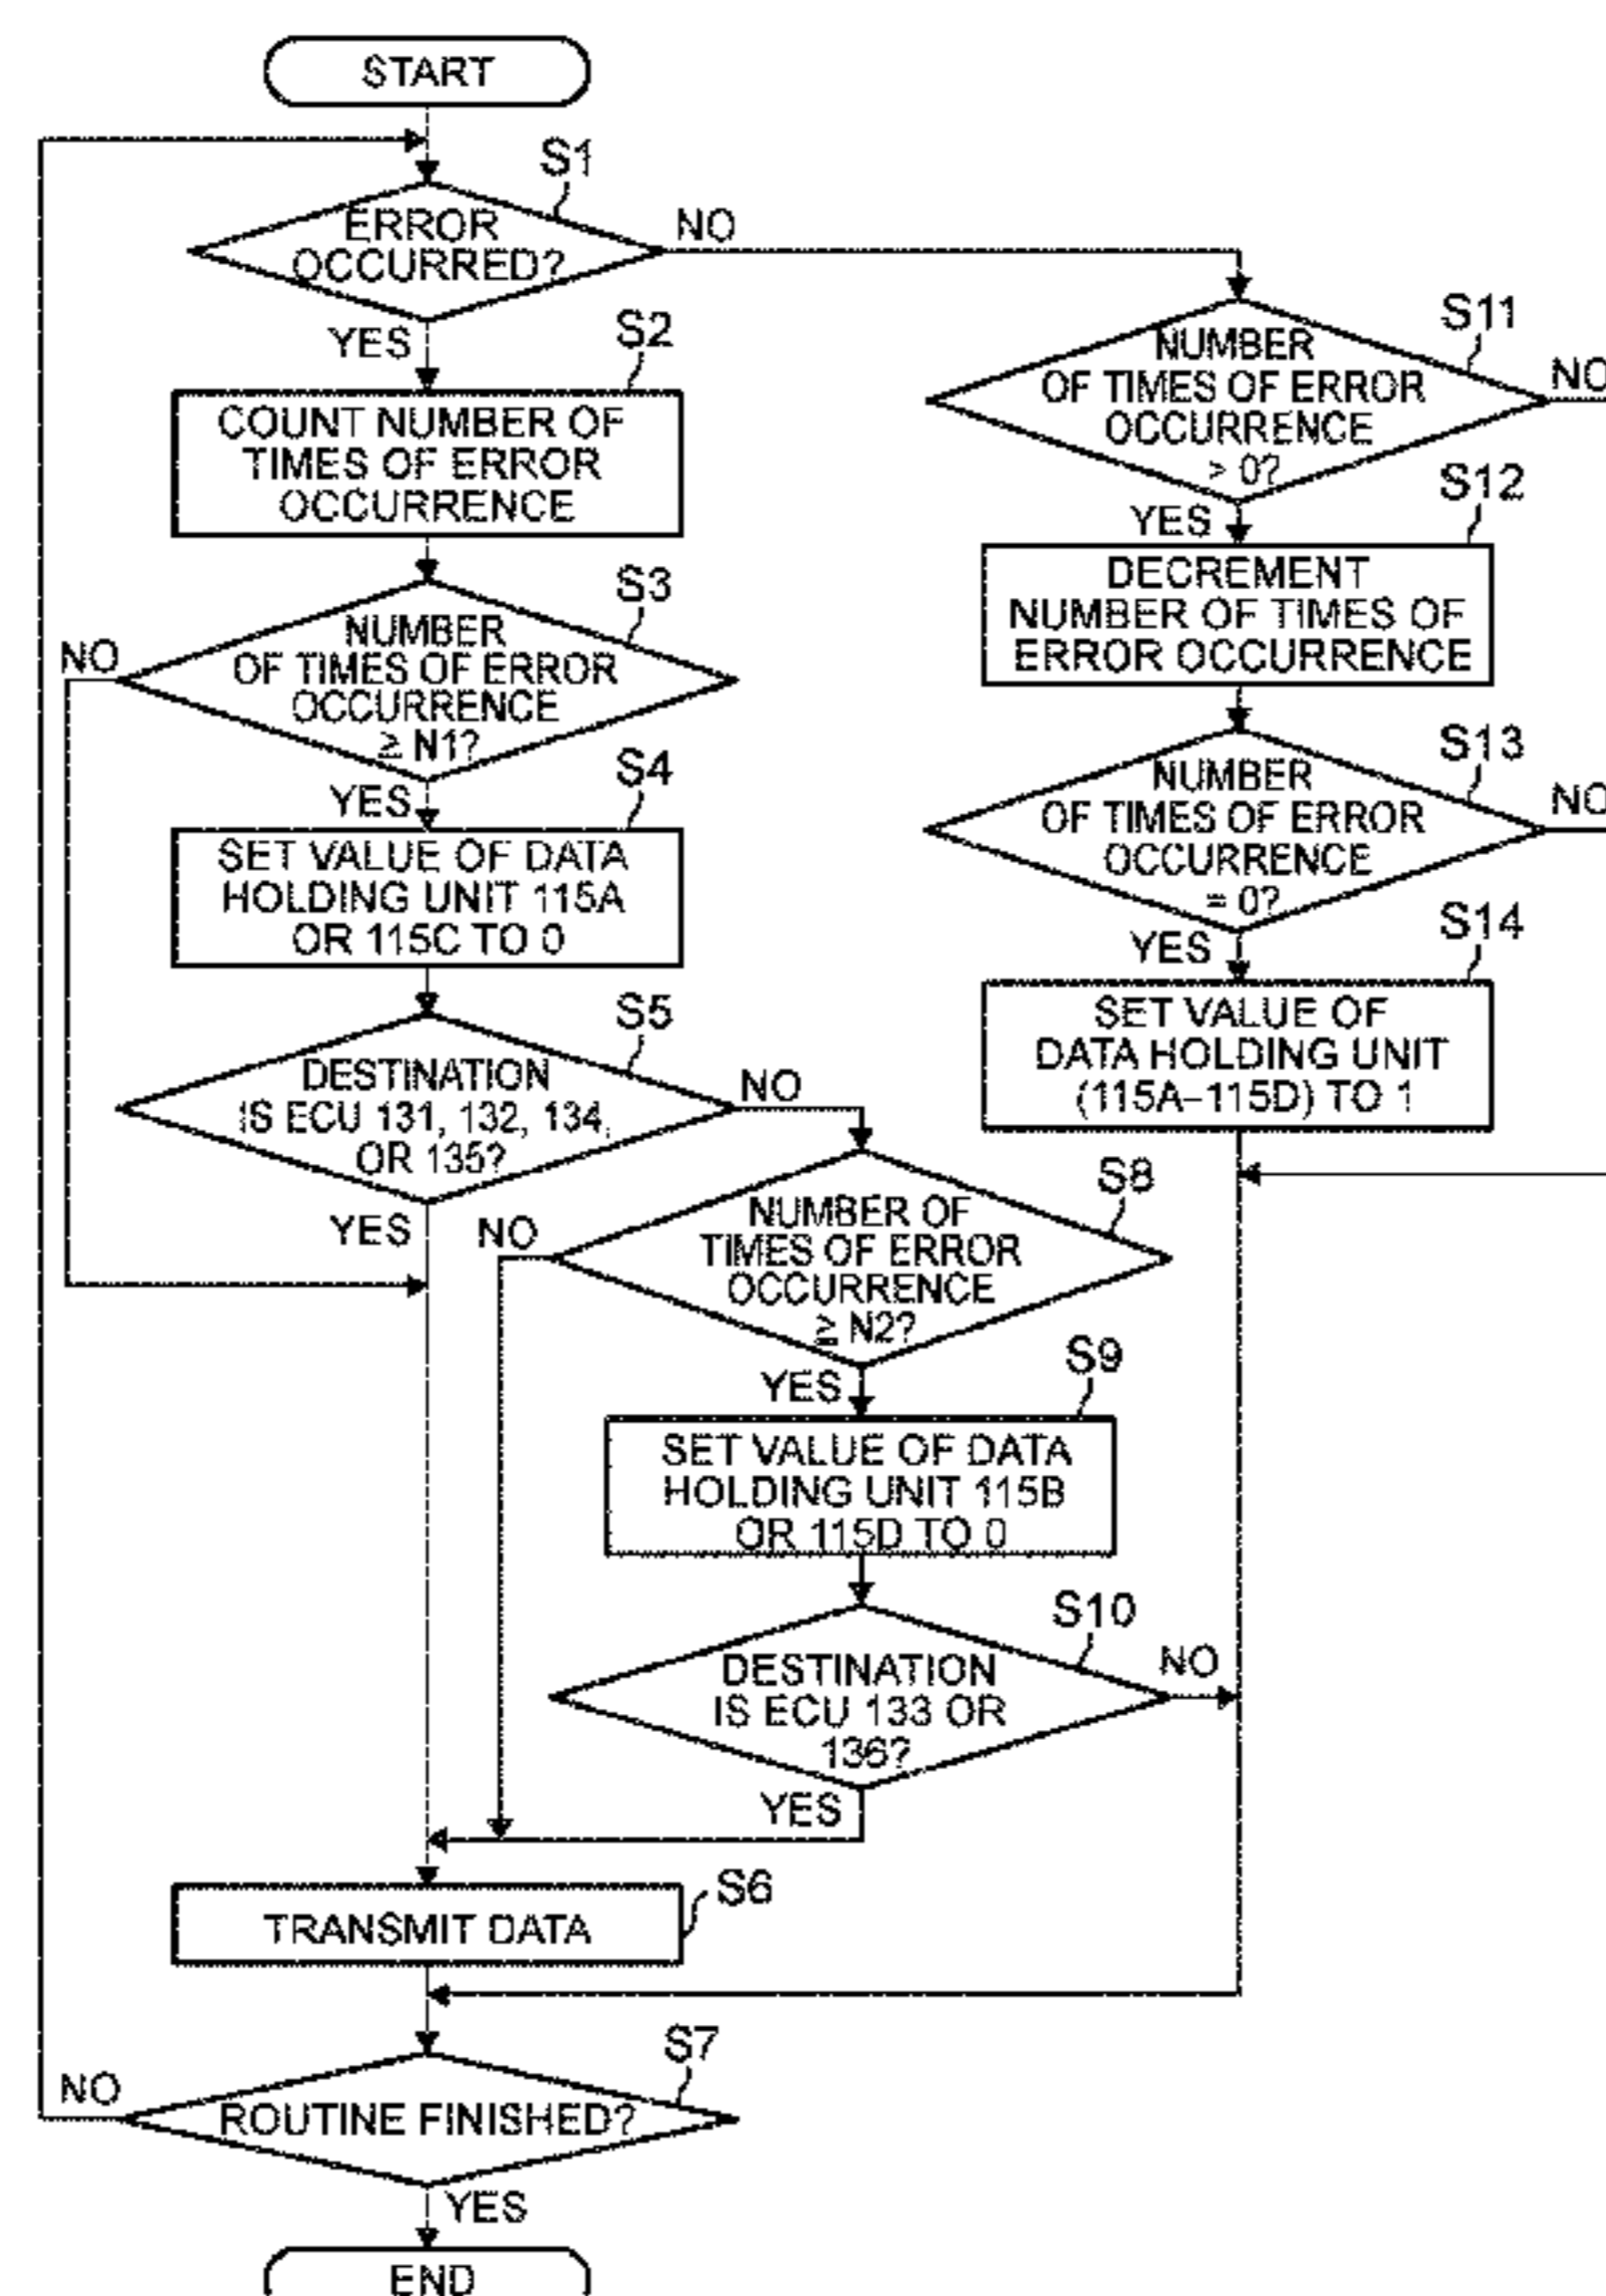 START
S1
ERROR
OCCURRED?
NO
YES
S2
COUNT NUMBER OF
TIMES OF ERROR
OCCURRENCE
S3
NUMBER
OF TIMES OF ERROR
OCCURRENCE
≥ N1?
NO
YES
S4
SET VALUE OF DATA
HOLDING UNIT 115A
OR 115C TO 0
S5
DESTINATION
IS ECU 131, 132, 134,
OR 135?
NO
YES
S8
NUMBER OF
TIMES OF ERROR
OCCURRENCE
≧ N2?
NO
YES
S9
SET VALUE OF DATA
HOLDING UNIT 115B
OR 115D TO 0
S10
DESTINATION
IS ECU 133 OR
136?
NO
YES
S6
TRANSMIT DATA
S7
ROUTINE FINISHED?
NO
YES
END
S11
NUMBER
OF TIMES OF ERROR
OCCURRENCE
> 0?
NO
YES
S12
DECREMENT
NUMBER OF TIMES OF
ERROR OCCURRENCE
S13
NUMBER
OF TIMES OF ERROR
OCCURRENCE
= 0?
NO
YES
S14
SET VALUE OF
DATA HOLDING UNIT
(115A–115D) TO 1